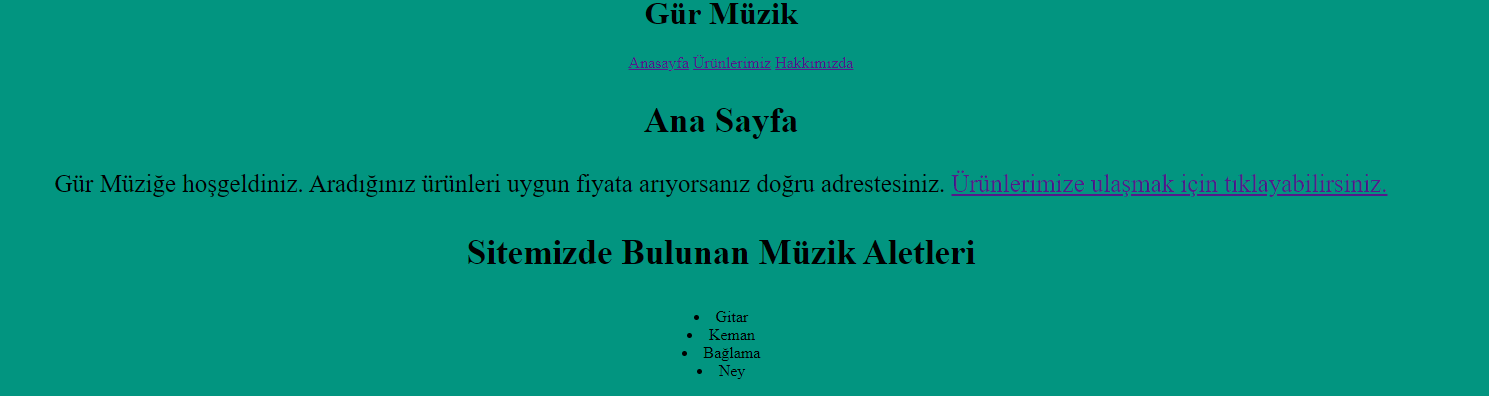 Gür Müzik
Anasayfa Ürünlerimiz Hakkımızda
Ana Sayfa
Gür Müziğe hoşgeldiniz. Aradığınız ürünleri uygun fiyata arıyorsanız doğru adrestesiniz. Ürünlerimize ulaşmak için tıklayabilirsiniz.
Sitemizde Bulunan Müzik Aletleri
• Gitar
• Keman
• Bağlama
• Ney